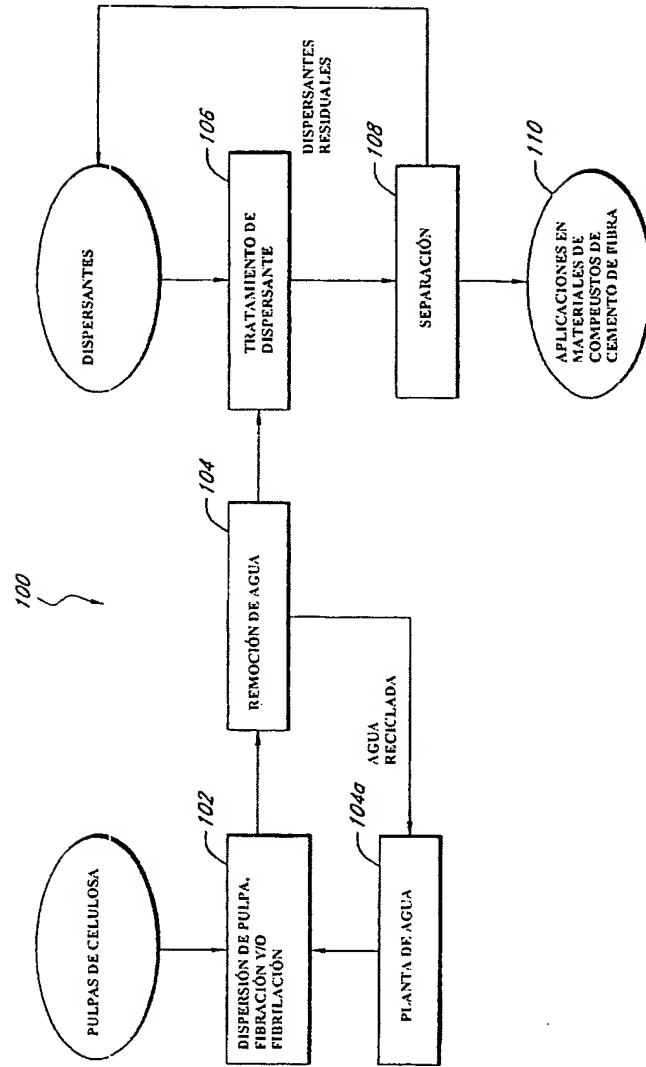 100
PULPAS DE CELULOSA
102
DISPERSIÓN DE PULPA,
FIBRACIÓN Y/O
FIBRILACIÓN
104a
PLANTA DE AGUA
AGUA
RECICLADA
104
REMOCIÓN DE AGUA
DISPERSANTES
106
TRATAMIENTO DE
DISPERSANTE
DISPERSANTES
RESIDUALES
108
SEPARACIÓN
110
APLICACIONES EN
MATERIALES DE
COMPEUSTOS DE
CEMENTO DE FIBRA